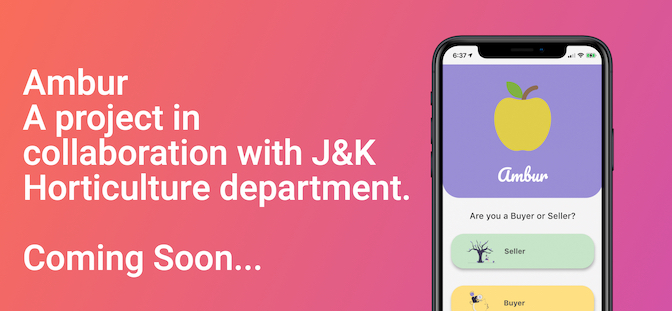 Ambur
A project in
collaboration with J&K
Horticulture department.
Coming Soon...
6:37
Ambur
Are you a Buyer or Seller?
Seller
Buyer